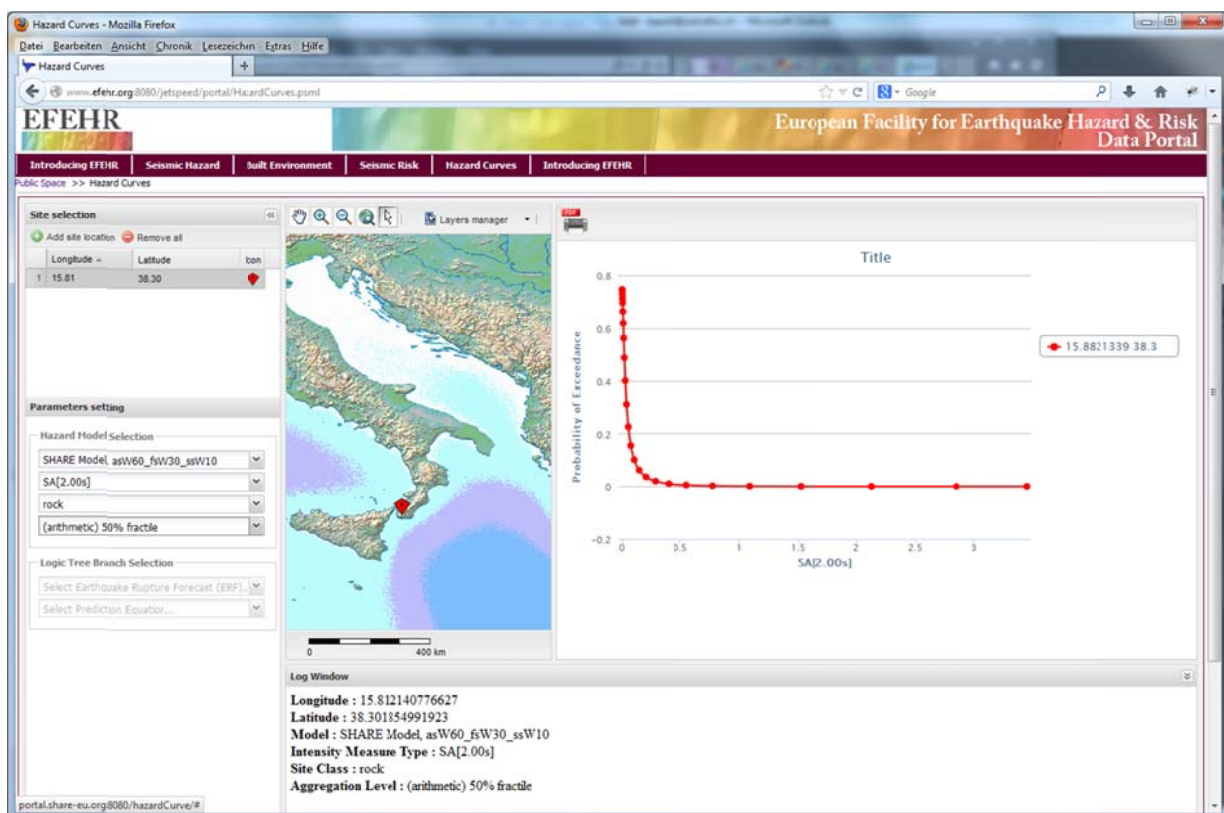 Hazard Curves - Mozilla Firefox
Datei Bearbeiten Ansicht Chronik Lesezeichen Extras Hilfe
Hazard Curves +
www.efehr.org:8080/jetspeed/portal/HazardCurves.psml
Google
EFEHR
European Facility for Earthquake Hazard & Risk
Data Portal
Introducing EFEHR Seismic Hazard Built Environment Seismic Risk Hazard Curves Introducing EFEHR
Public Space >> Hazard Curves
Site selection
Add site location Remove all
Longitude Latitude Icon
1 15.81 38.30
Parameters setting
Hazard Model Selection
SHARE Model, asW60_fsW30_ssW10
SA[2.00s]
rock
(arithmetic) 50% fractile
Logic Tree Branch Selection
Select Earthquake Rupture Forecast (ERF)...
Select Prediction Equation...
Layers manager
0 400 km
PDF
Title
Probability of Exceedance
0.8
0.6
0.4
0.2
0
-0.2
0 0.5 1 1.5 2 2.5 3
SA[2.00s]
15.8821339 38.3
Log Window
Longitude : 15.812140776627
Latitude : 38.301854991923
Model : SHARE Model, asW60_fsW30_ssW10
Intensity Measure Type : SA[2.00s]
Site Class : rock
Aggregation Level : (arithmetic) 50% fractile
portal.share-eu.org:8080/hazardCurve/#